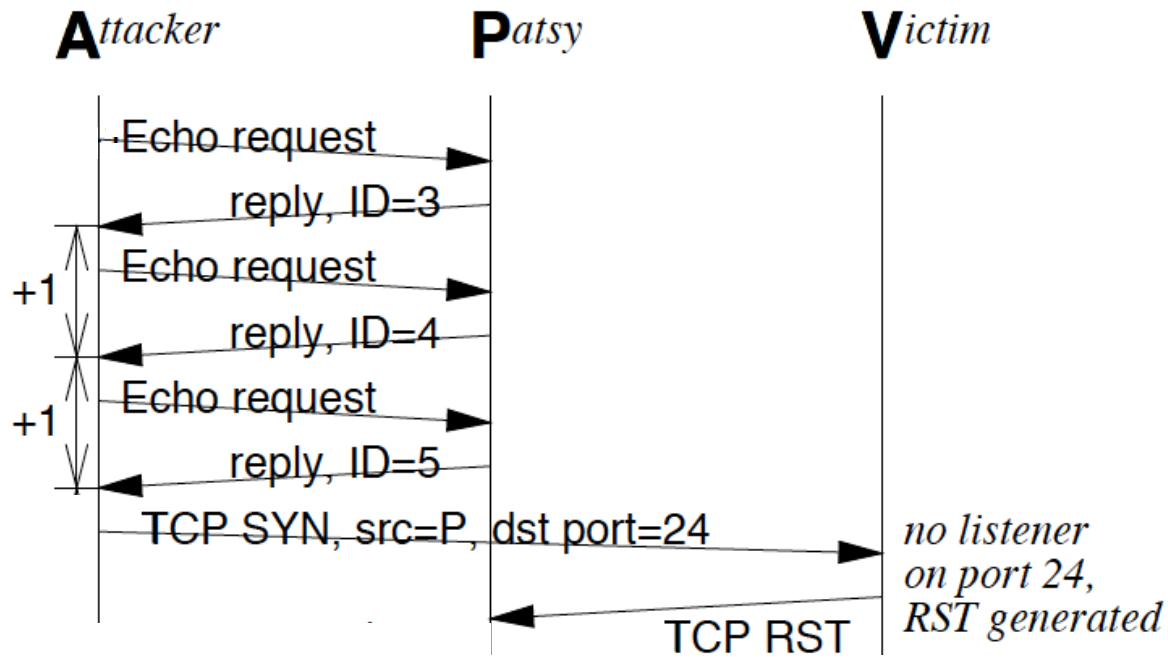 Attacker Patsy Victim
Echo request
reply, ID=3
+1
Echo request
reply, ID=4
+1
Echo request
reply, ID=5
TCP SYN, src=P, dst port=24
no listener
on port 24,
RST generated
TCP RST